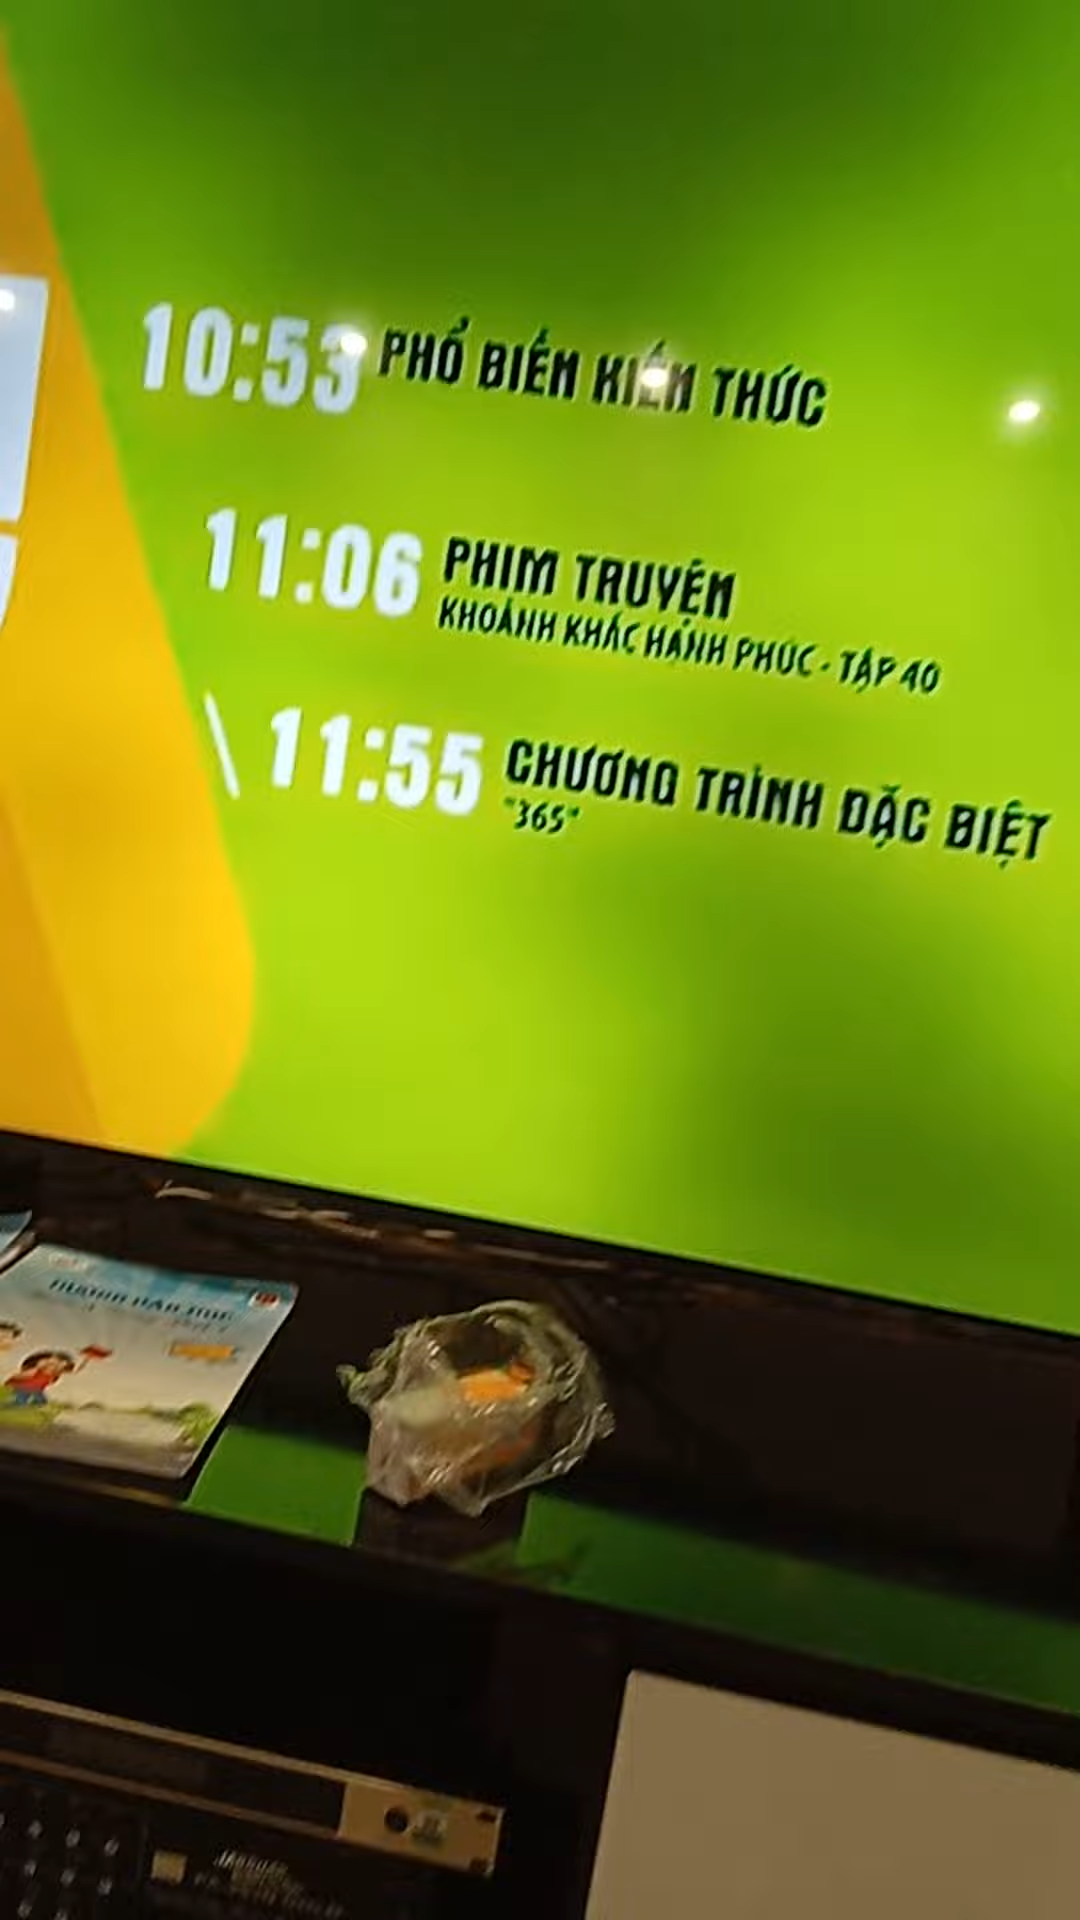 10:53 PHỔ BIẾN KIẾN THỨC
11:06 PHIM TRUYỆN
KHOẢNH KHẮC HẠNH PHÚC - TẬP 40
11:55 CHƯƠNG TRÌNH ĐẶC BIỆT
"365"
JARGUAR